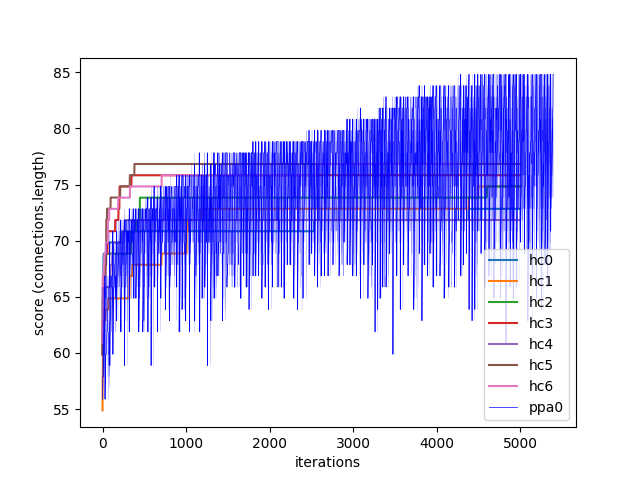 85
80
75
70
65
60
55
score (connections.length)
0
1000
2000
3000
4000
5000
iterations
hc0
hc1
hc2
hc3
hc4
hc5
hc6
ppa0